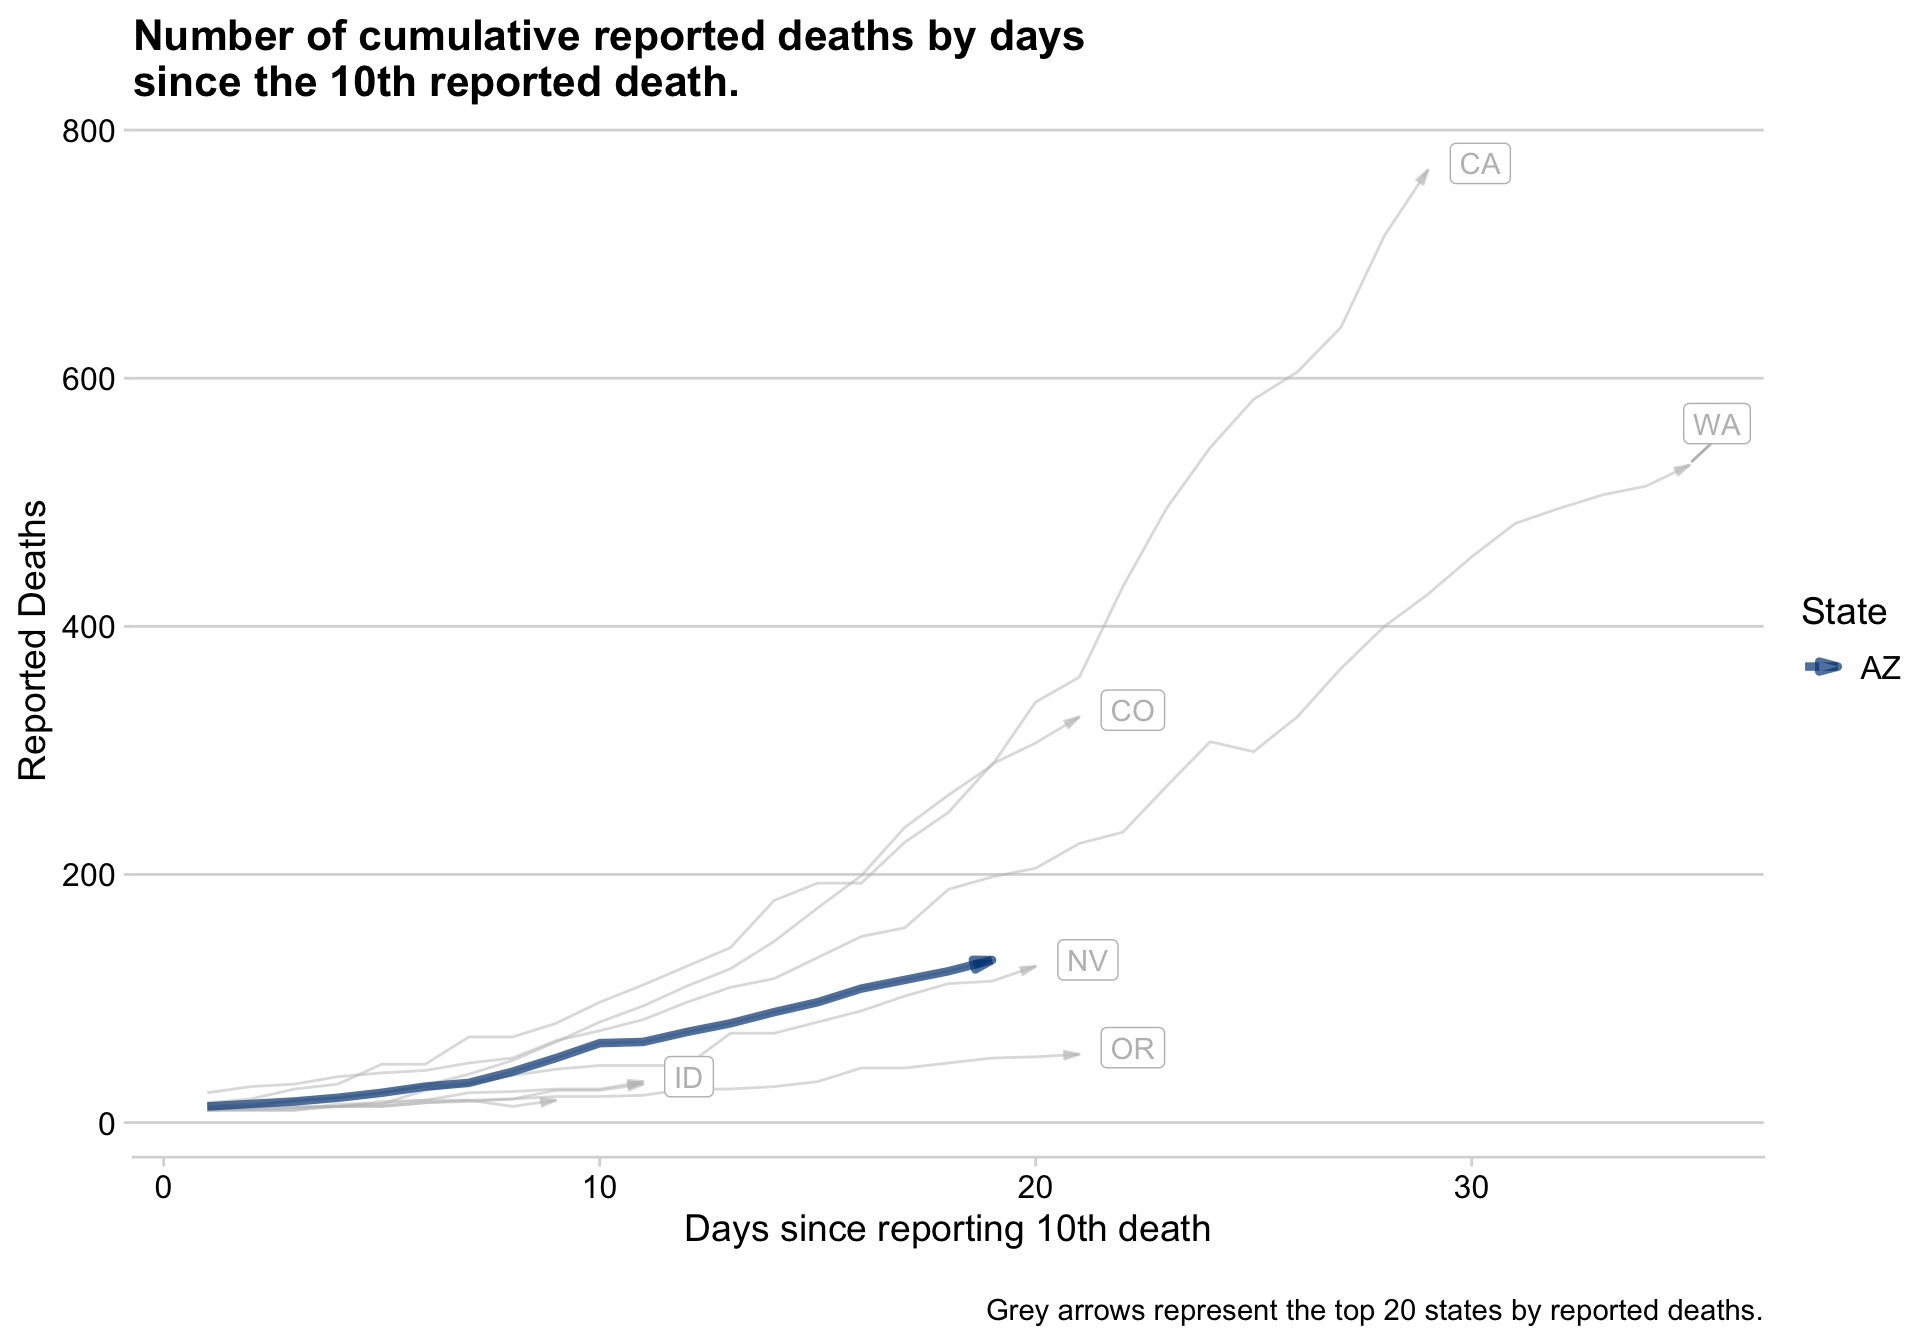 Number of cumulative reported deaths by days
since the 10th reported death.
800
600
400
200
0
Reported Deaths
CA
WA
CO
NV
OR
ID
State
AZ
0 10 20 30
Days since reporting 10th death
Grey arrows represent the top 20 states by reported deaths.